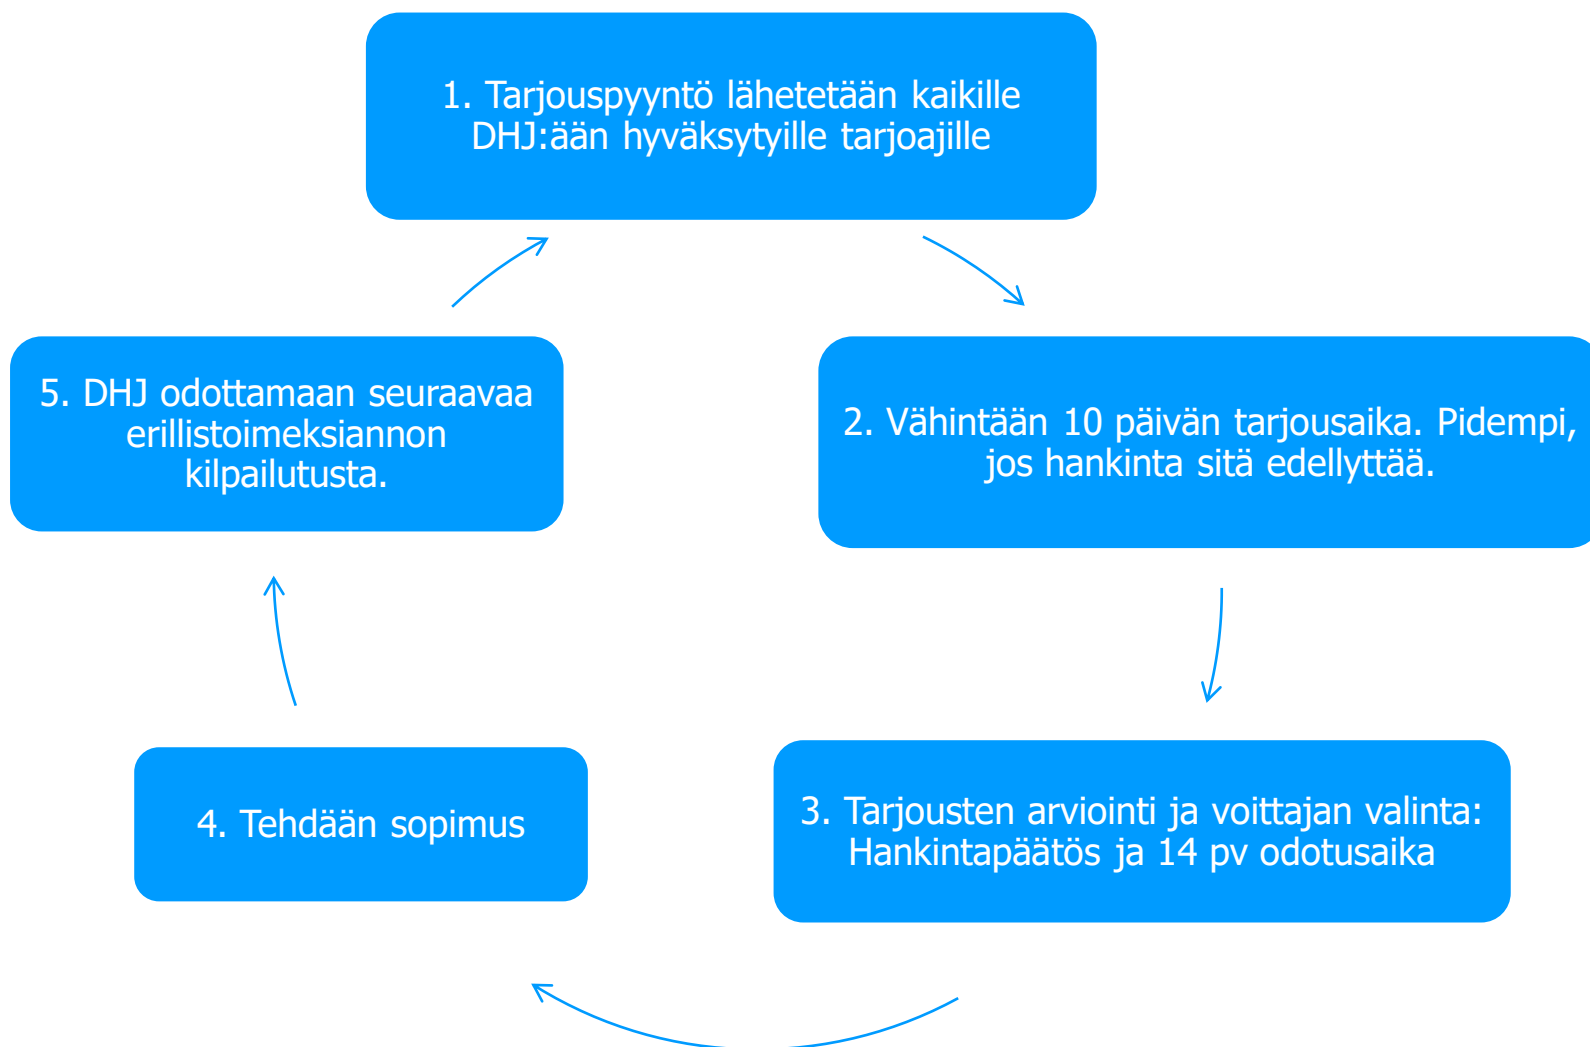 1. Tarjouspyyntö lähetetään kaikille
DHJ:ään hyväksytyille tarjoajille
2. Vähintään 10 päivän tarjousaika. Pidempi,
jos hankinta sitä edellyttää.
3. Tarjousten arviointi ja voittajan valinta:
Hankintapäätös ja 14 pv odotusaika
4. Tehdään sopimus
5. DHJ odottamaan seuraavaa
erillistoimeksiannon
kilpailutusta.